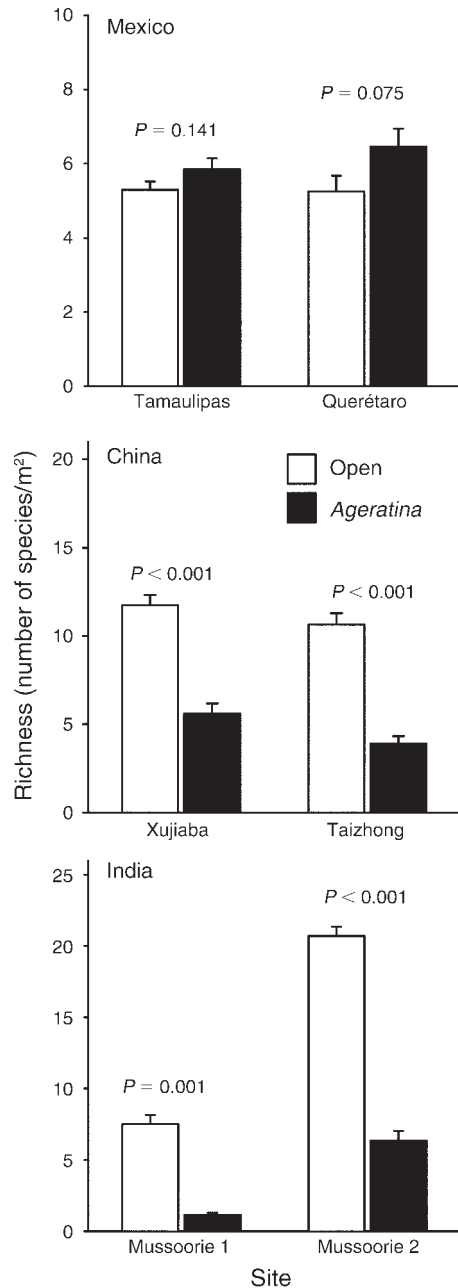 Mexico
10
8
6
4
2
0
P = 0.141
P = 0.075
Tamaulipas
Querétaro
Richness (number of species/m²)
China
Open
Ageratina
20
15
10
5
0
P < 0.001
P < 0.001
Xujiaba
Taizhong
India
25
20
15
10
5
0
P = 0.001
P < 0.001
Mussoorie 1
Mussoorie 2
Site